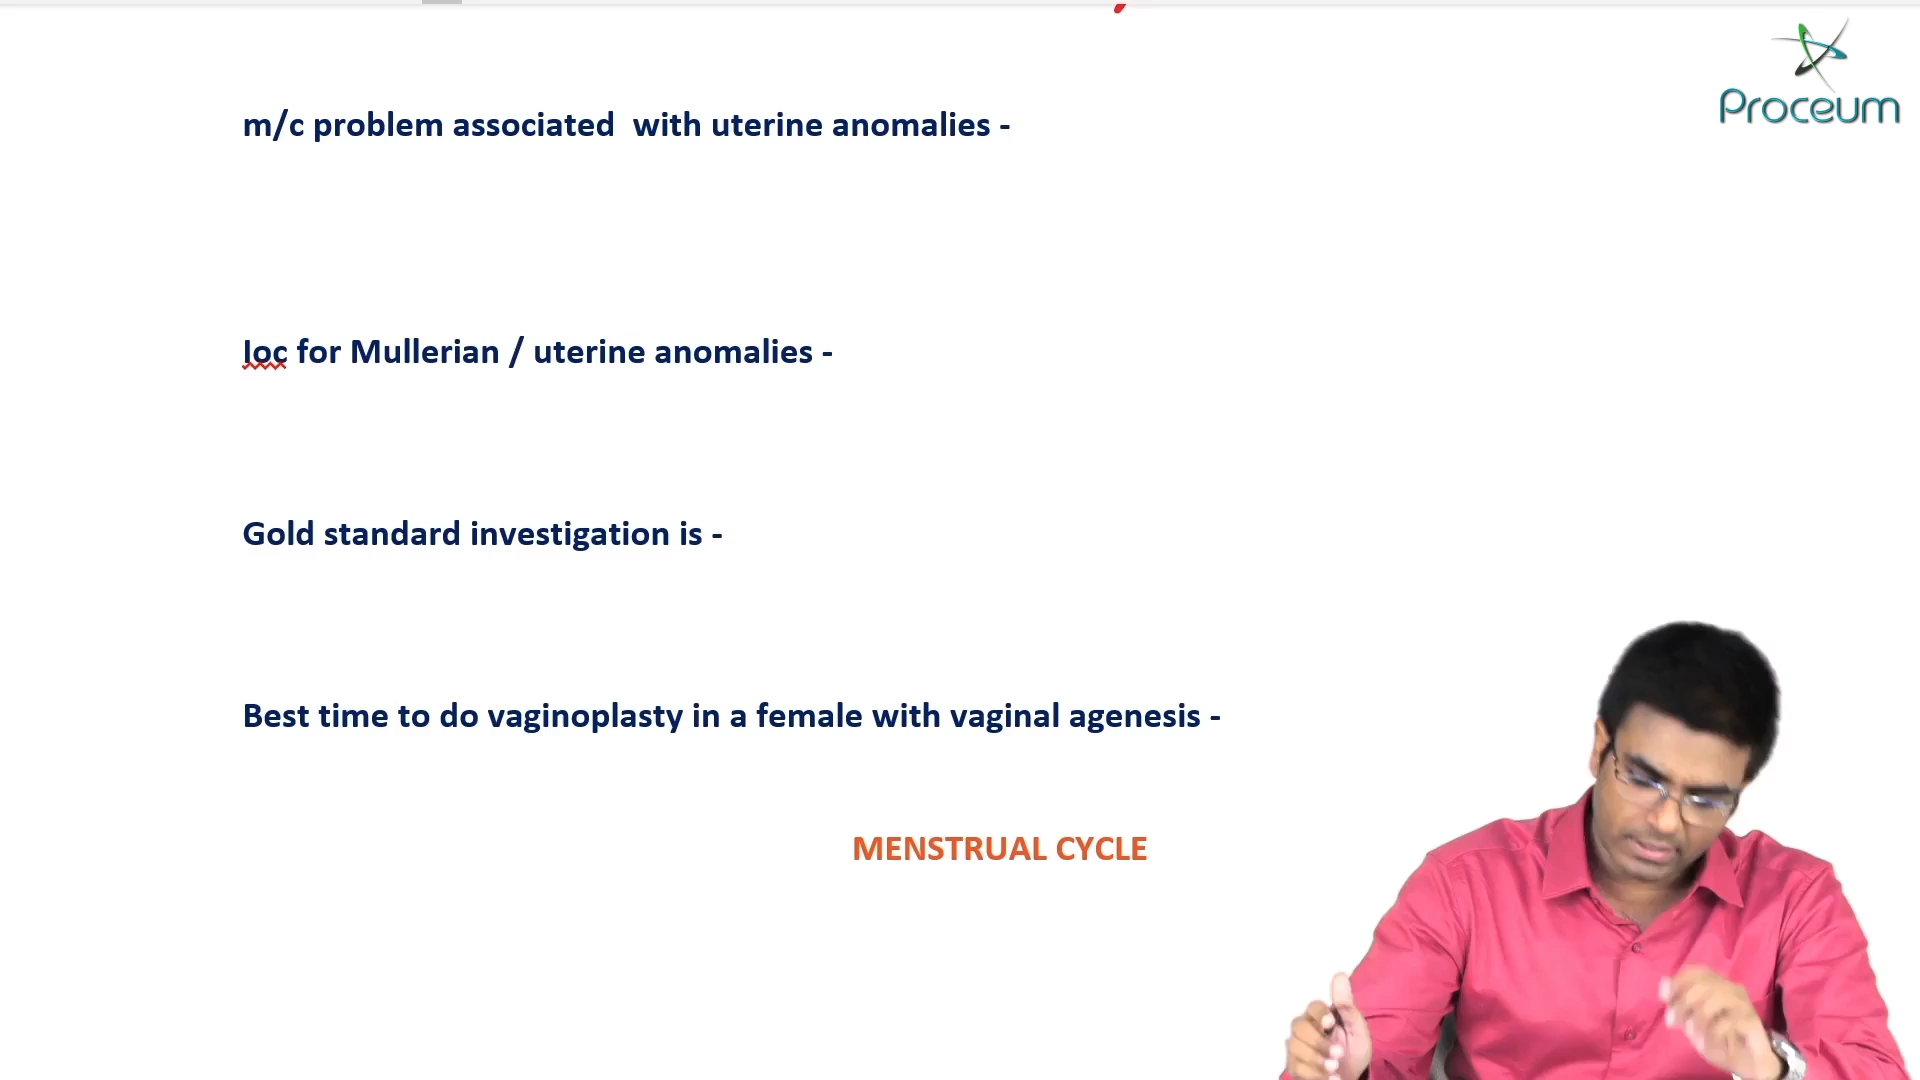 Proceum
m/c problem associated  with uterine anomalies -
Ioc for Mullerian / uterine anomalies -
Gold standard investigation is -
Best time to do vaginoplasty in a female with vaginal agenesis -
MENSTRUAL CYCLE